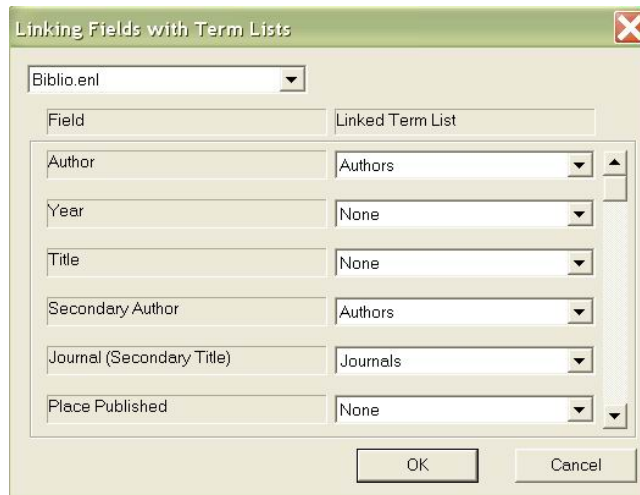 Linking Fields with Term Lists
Biblio.enl
Field Linked Term List
Author Authors
Year None
Title None
Secondary Author Authors
Journal (Secondary Title) Journals
Place Published None
OK Cancel